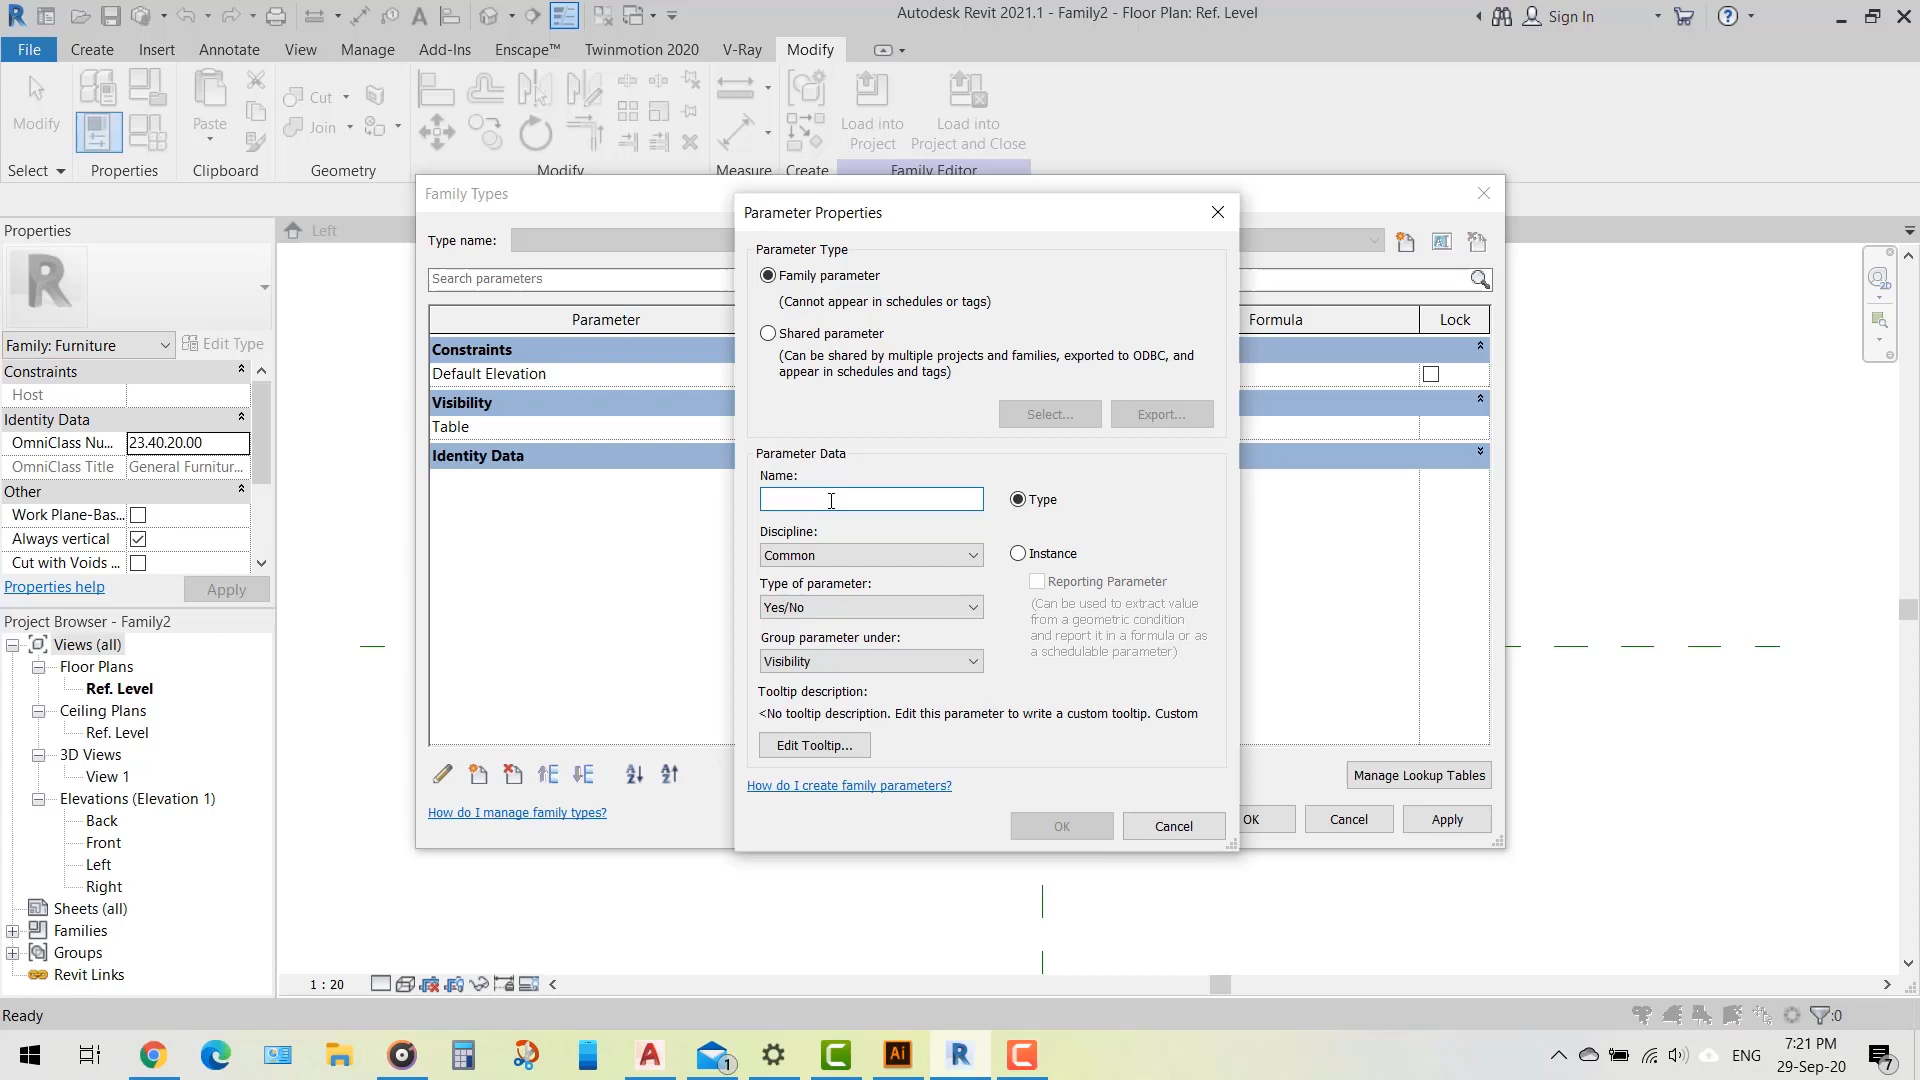 Autodesk Revit 2021.1 - Family2 - Floor Plan: Ref. Level
Sign In
File Create Insert Annotate View Manage Add-Ins Enscape™ Twinmotion 2020 V-Ray Modify
Modify
Paste
Cut
Join
Load into Project
Load into Project and Close
Select Properties Clipboard Geometry Modify Measure Create Family Editor
Properties
Family: Furniture
Edit Type
Constraints
Host
Identity Data
OmniClass Nu... 23.40.20.00
OmniClass Title General Furnitur...
Other
Work Plane-Bas...
Always vertical
Cut with Voids ...
Properties help
Apply
Project Browser - Family2
Views (all)
Floor Plans
Ref. Level
Ceiling Plans
Ref. Level
3D Views
View 1
Elevations (Elevation 1)
Back
Front
Left
Right
Sheets (all)
Families
Groups
Revit Links
Left
Family Types
Type name:
Search parameters
Parameter
Formula
Lock
Constraints
Default Elevation
Visibility
Table
Identity Data
How do I manage family types?
Manage Lookup Tables
OK
Cancel
Apply
Parameter Properties
Parameter Type
Family parameter
(Cannot appear in schedules or tags)
Shared parameter
(Can be shared by multiple projects and families, exported to ODBC, and
appear in schedules and tags)
Select...
Export...
Parameter Data
Name:
Type
Discipline:
Common
Instance
Type of parameter:
Reporting Parameter
Yes/No
(Can be used to extract value
from a geometric condition
and report it in a formula or as
a schedulable parameter)
Group parameter under:
Visibility
Tooltip description:
<No tooltip description. Edit this parameter to write a custom tooltip. Custom
Edit Tooltip...
How do I create family parameters?
OK
Cancel
1 : 20
Ready
:0
ENG
7:21 PM
29-Sep-20
1
7